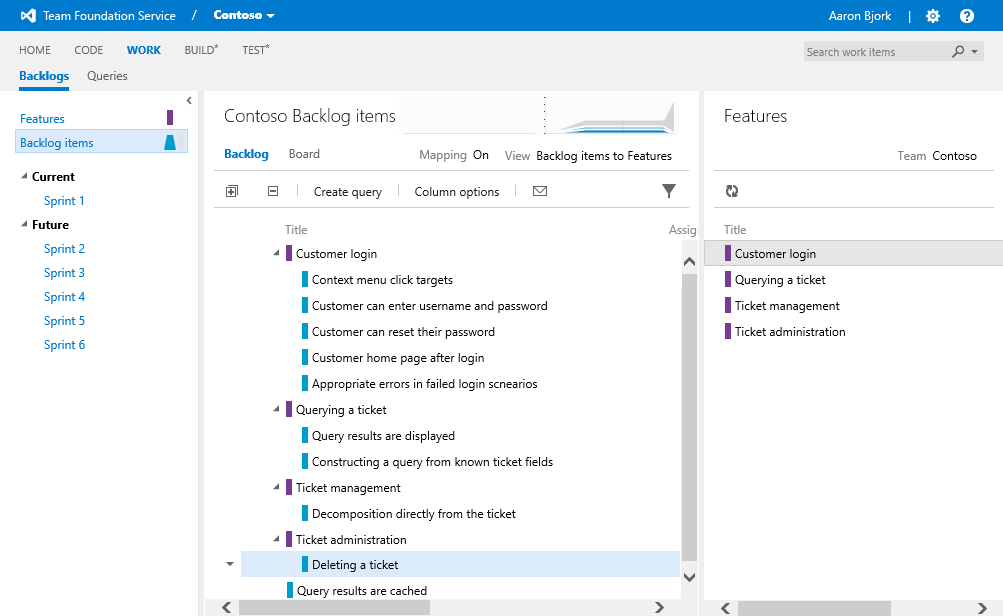 Team Foundation Service / Contoso
Aaron Bjork |
HOME CODE WORK BUILD* TEST*
Search work items
Backlogs Queries
Features
Backlog items
Current
Sprint 1
Future
Sprint 2
Sprint 3
Sprint 4
Sprint 5
Sprint 6
Contoso Backlog items
Backlog Board
Mapping On View Backlog items to Features
Create query Column options
Title Assig
Customer login
Context menu click targets
Customer can enter username and password
Customer can reset their password
Customer home page after login
Appropriate errors in failed login scnearios
Querying a ticket
Query results are displayed
Constructing a query from known ticket fields
Ticket management
Decomposition directly from the ticket
Ticket administration
Deleting a ticket
Query results are cached
Features
Team Contoso
Title
Customer login
Querying a ticket
Ticket management
Ticket administration